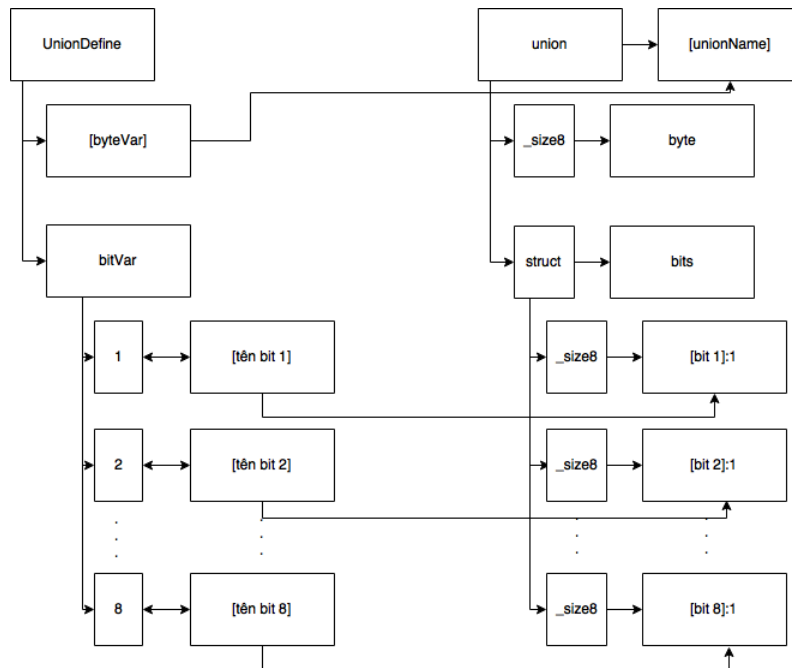 UnionDefine
union
[unionName]
[byteVar]
_size8
byte
bitVar
struct
bits
1
[tên bit 1]
_size8
[bit 1]:1
2
[tên bit 2]
_size8
[bit 2]:1
8
[tên bit 8]
_size8
[bit 8]:1